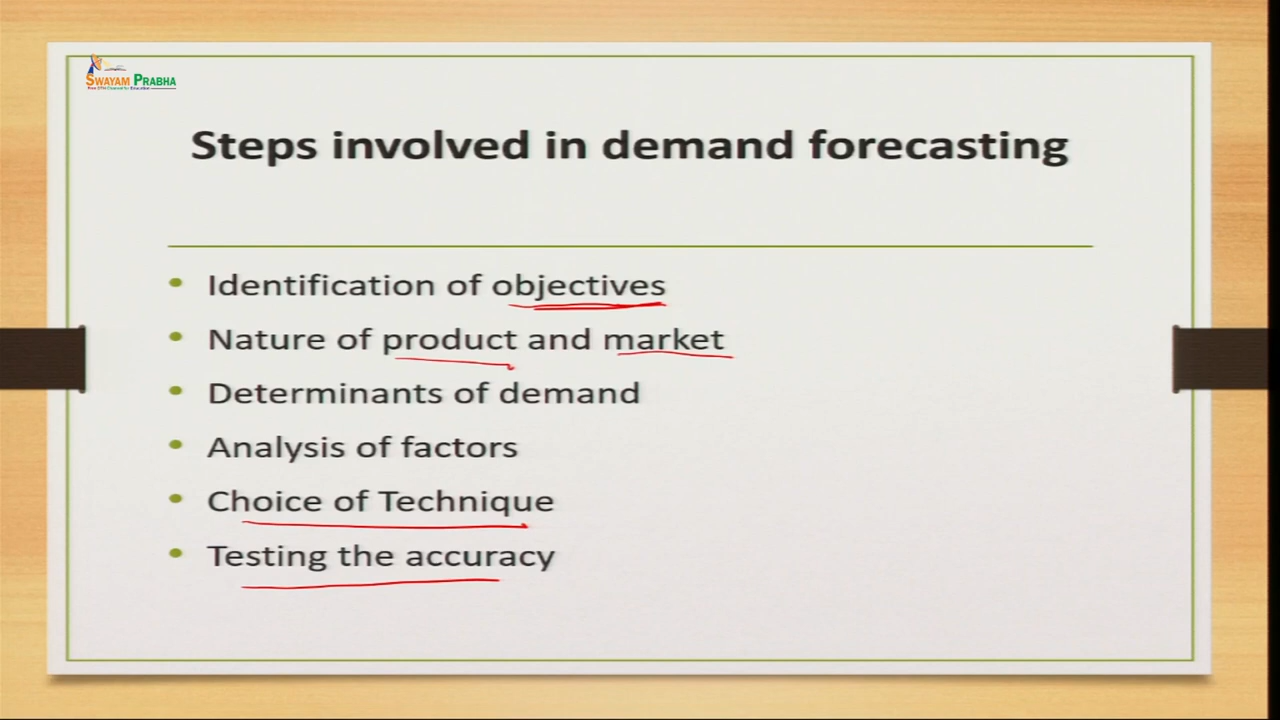 SWAYAM PRABHA
Steps involved in demand forecasting
• Identification of objectives
• Nature of product and market
• Determinants of demand
• Analysis of factors
• Choice of Technique
• Testing the accuracy